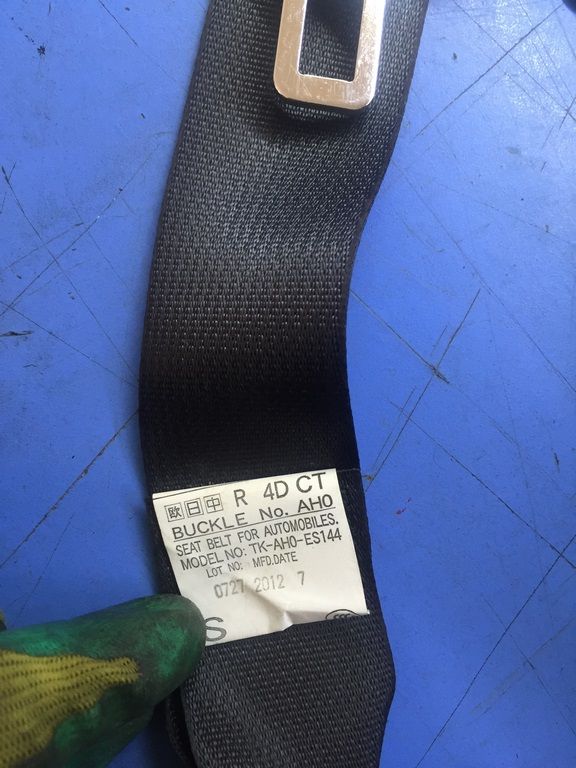 欧 日 中 R 4D CT
BUCKLE No. AH0
SEAT BELT FOR AUTOMOBILES.
MODEL NO: TK-AH0-ES144
LOT NO: MFD.DATE
0727 2012 7
S